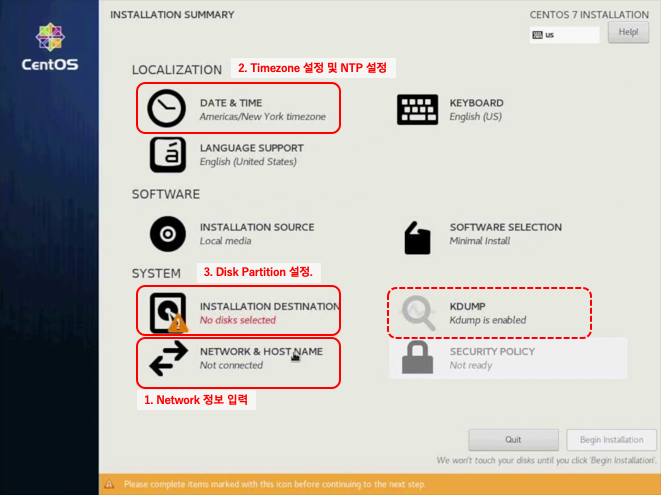 INSTALLATION SUMMARY
CENTOS 7 INSTALLATION
us
Help!
CentOS
LOCALIZATION
2. Timezone 설정 및 NTP 설정
DATE & TIME
Americas/New York timezone
KEYBOARD
English (US)
LANGUAGE SUPPORT
English (United States)
SOFTWARE
INSTALLATION SOURCE
Local media
SOFTWARE SELECTION
Minimal Install
SYSTEM
3. Disk Partition 설정.
INSTALLATION DESTINATION
No disks selected
KDUMP
Kdump is enabled
NETWORK & HOST NAME
Not connected
SECURITY POLICY
Not ready
1. Network 정보 입력
Quit
Begin Installation
We won't touch your disks until you click 'Begin Installation'.
Please complete items marked with this icon before continuing to the next step.